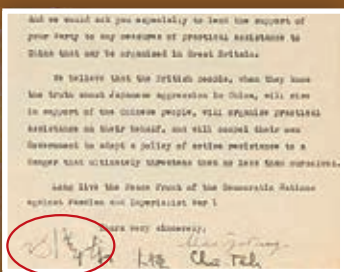 And we would ask you especially to lend the support of
your Party to any measures of practical assistance to
China that may be organised in Great Britain.
We believe that the British people, when they know
the truth about Japanese aggression in China, will rise
in support of the Chinese people, will organise practical
assistance on their behalf, and will compel their own
Government to adopt a policy of active resistance to a
danger that ultimately threatens them no less than ourselves.
Long live the Peace Front of the Democratic Nations
against Fascism and Imperialist War !
Yours very sincerely,
Chu Teh